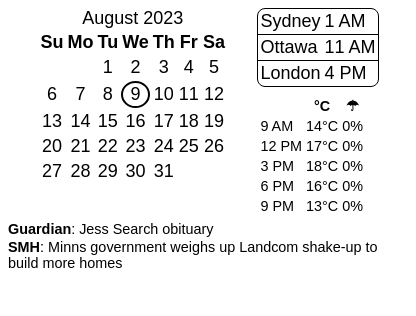 August 2023
Su Mo Tu We Th Fr Sa
1 2 3 4 5
6 7 8 9 10 11 12
13 14 15 16 17 18 19
20 21 22 23 24 25 26
27 28 29 30 31
Sydney 1 AM
Ottawa 11 AM
London 4 PM
°C ☂
9 AM 14°C 0%
12 PM 17°C 0%
3 PM 18°C 0%
6 PM 16°C 0%
9 PM 13°C 0%
Guardian: Jess Search obituary
SMH: Minns government weighs up Landcom shake-up to
build more homes